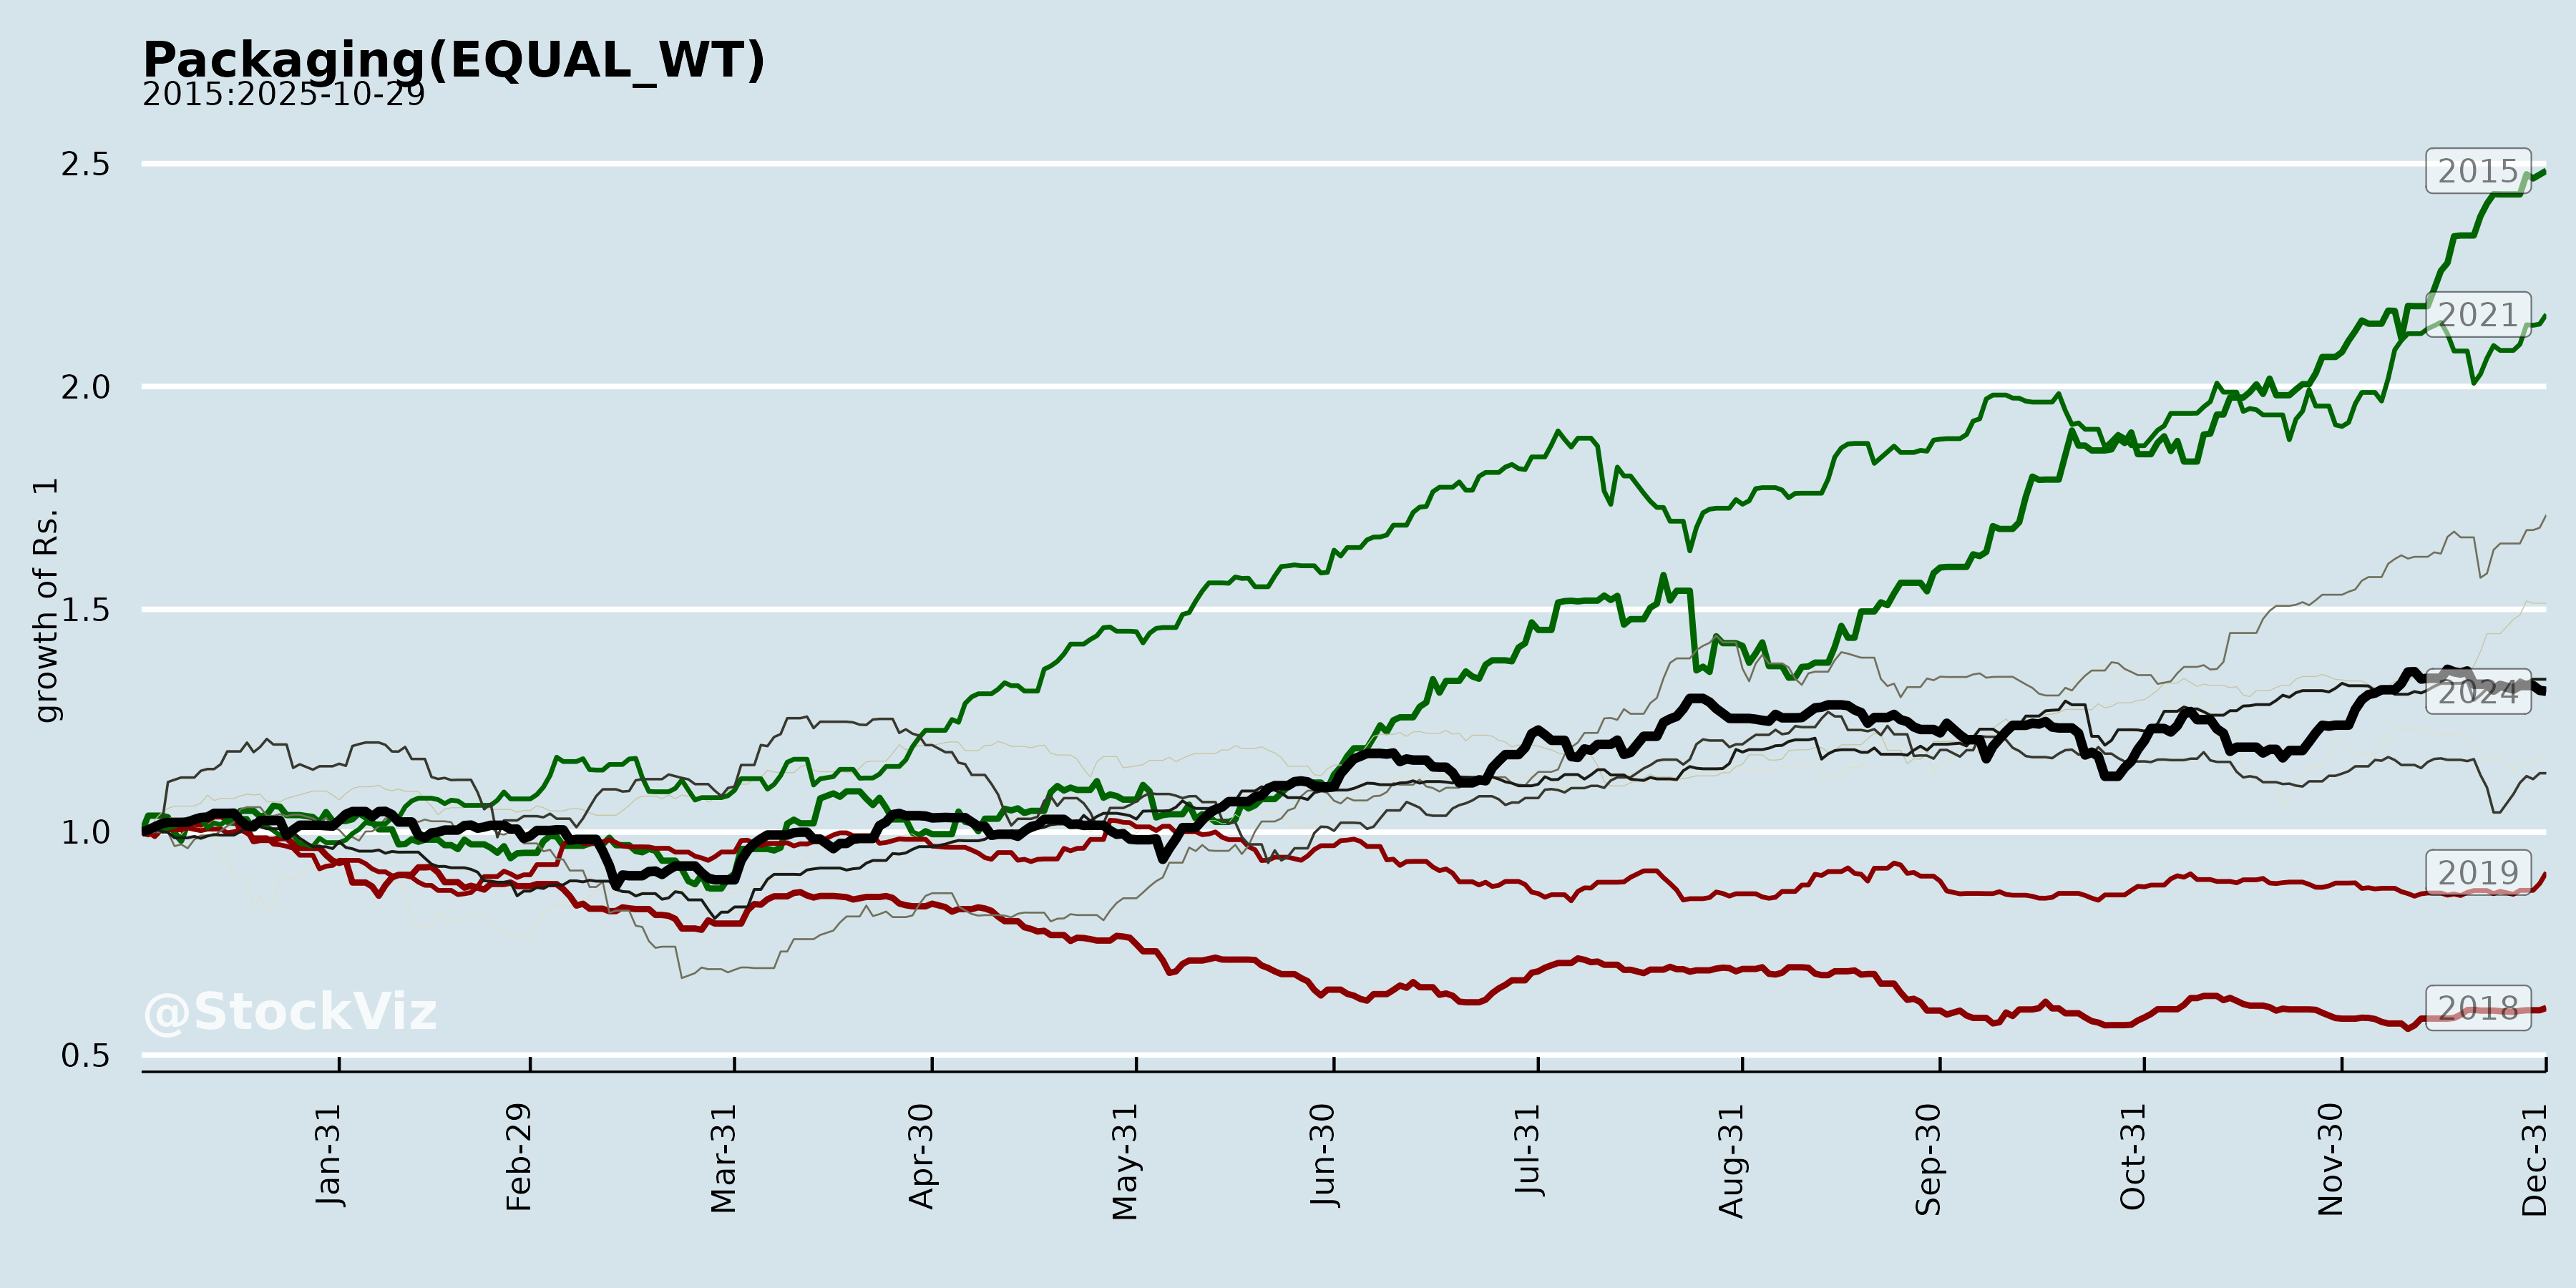 Packaging(EQUAL_WT)
2015:2025-10-29
growth of Rs. 1
2.5
2.0
1.5
1.0
0.5
2015
2021
2024
2019
2018
@StockViz
Jan-31
Feb-29
Mar-31
Apr-30
May-31
Jun-30
Jul-31
Aug-31
Sep-30
Oct-31
Nov-30
Dec-31